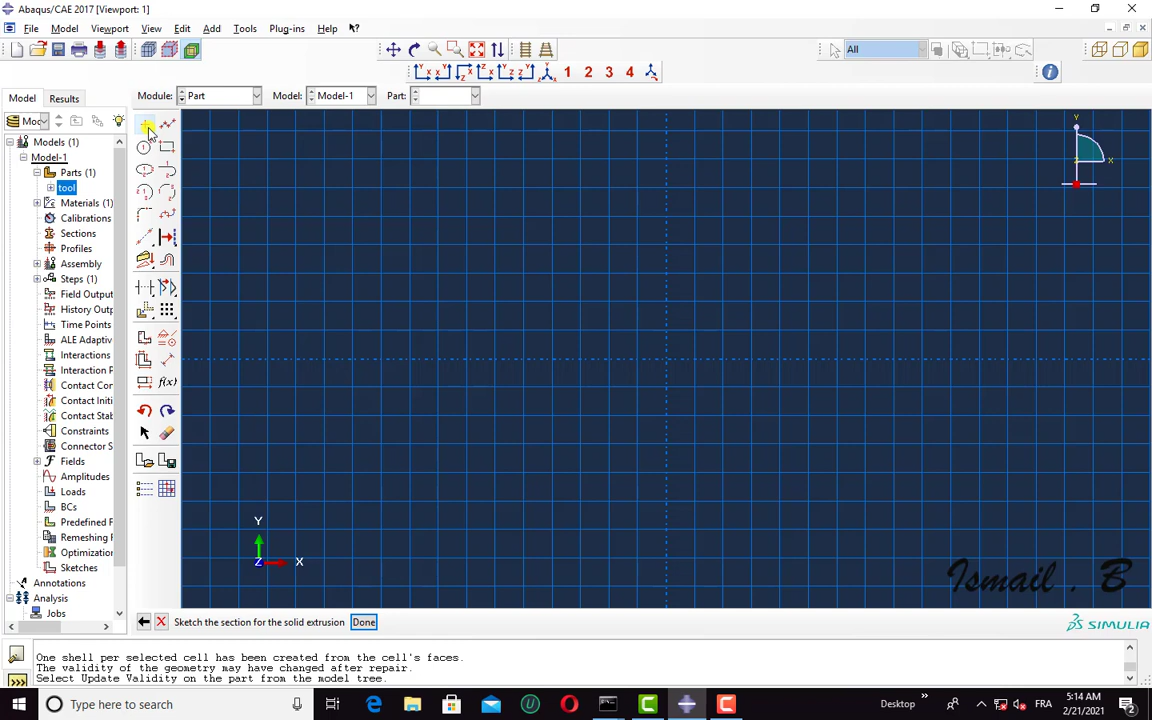 Abaqus/CAE 2017 [Viewport: 1]
File Model Viewport View Edit Add Tools Plug-ins Help
All
1 2 3 4
Model Results Module: Part Model: Model-1 Part:
Models (1)
Model-1
Parts (1)
tool
Materials (1)
Calibrations
Sections
Profiles
Assembly
Steps (1)
Field Output
History Outp
Time Points
ALE Adaptiv
Interactions
Interaction P
Contact Con
Contact Initi
Contact Stab
Constraints
Connector S
Fields
Amplitudes
Loads
BCs
Predefined F
Remeshing
Optimizatio
Sketches
Annotations
Analysis
Jobs
f(x)
Y
X
Z
Y
Z X
Ismail . B
Sketch the section for the solid extrusion Done
SIMULIA
One shell per selected cell has been created from the cell's faces.
The validity of the geometry may have changed after repair.
Select Update Validity on the part from the model tree.
Type here to search
Desktop
FRA
5:14 AM
2/21/2021
2